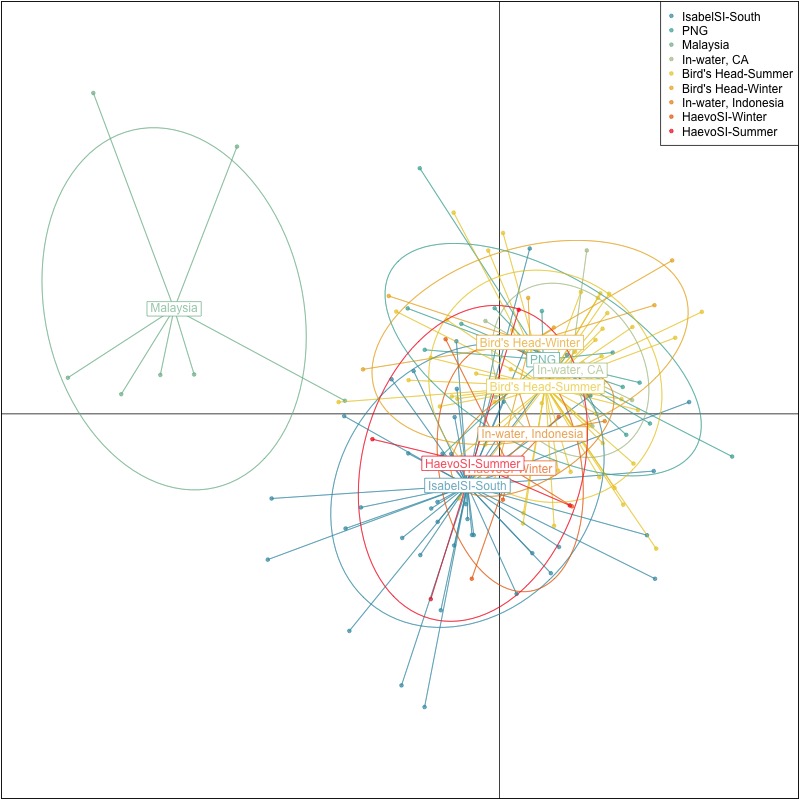 IsabelSI-South
PNG
Malaysia
In-water, CA
Bird's Head-Summer
Bird's Head-Winter
In-water, Indonesia
HaevoSI-Winter
HaevoSI-Summer
Malaysia
Bird's Head-Winter
PNG
In-water, CA
Bird's Head-Summer
In-water, Indonesia
HaevoSI-Summer
HaevoSI-Winter
IsabelSI-South